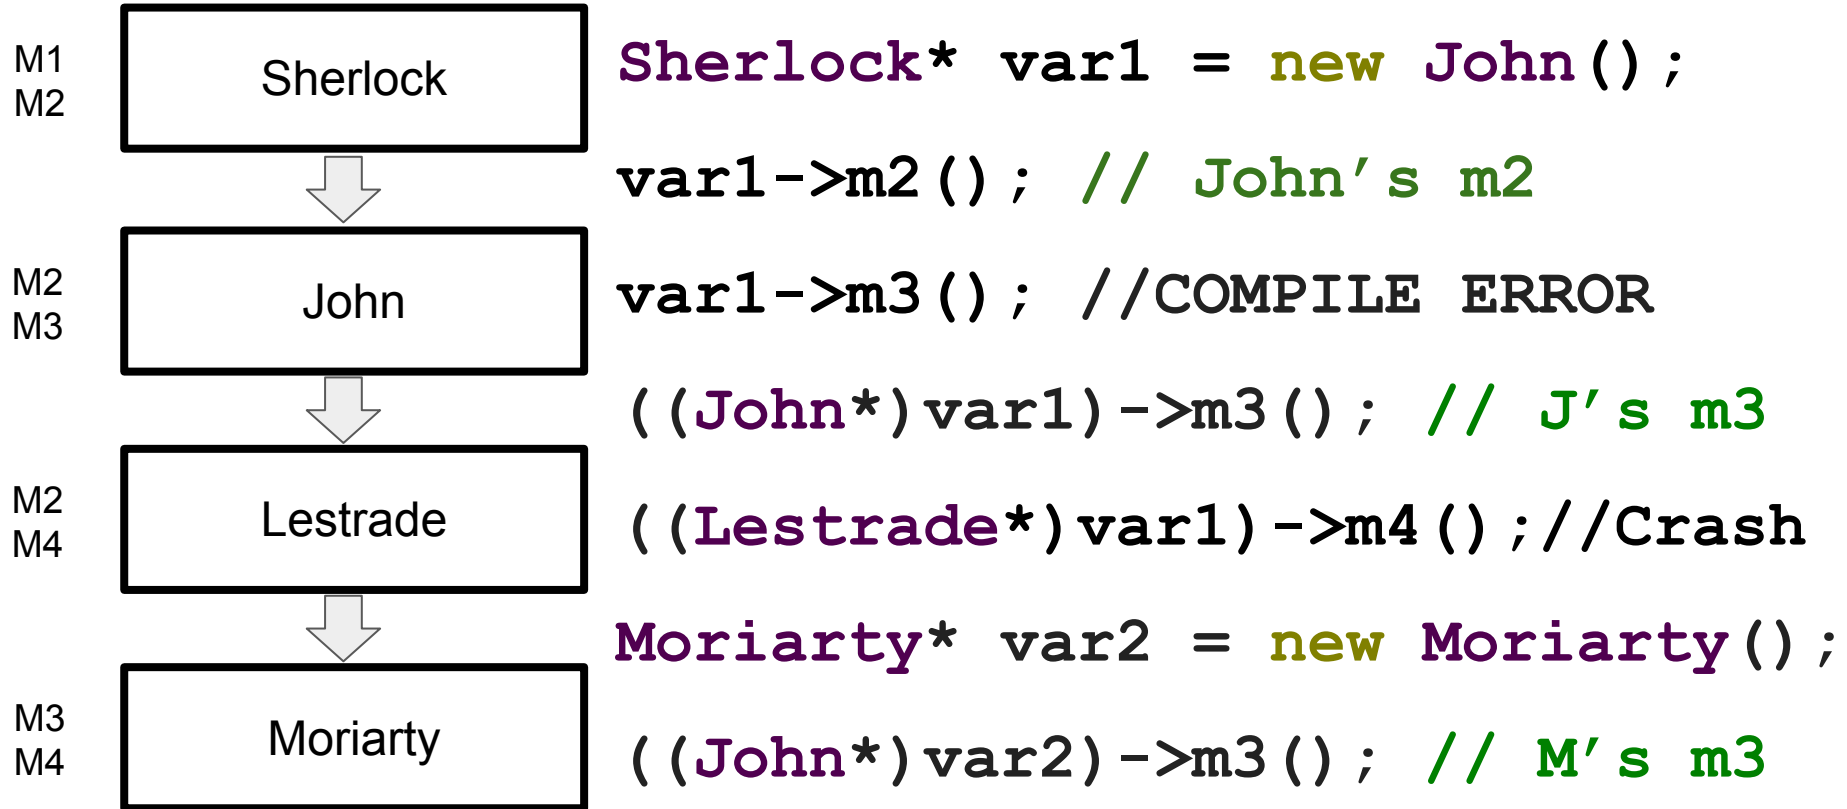 M1
M2
Sherlock
M2
M3
John
M2
M4
Lestrade
M3
M4
Moriarty
Sherlock* var1 = new John();
var1->m2(); // John's m2
var1->m3(); //COMPILE ERROR
((John*)var1)->m3(); // J's m3
((Lestrade*)var1)->m4();//Crash
Moriarty* var2 = new Moriarty();
((John*)var2)->m3(); // M's m3